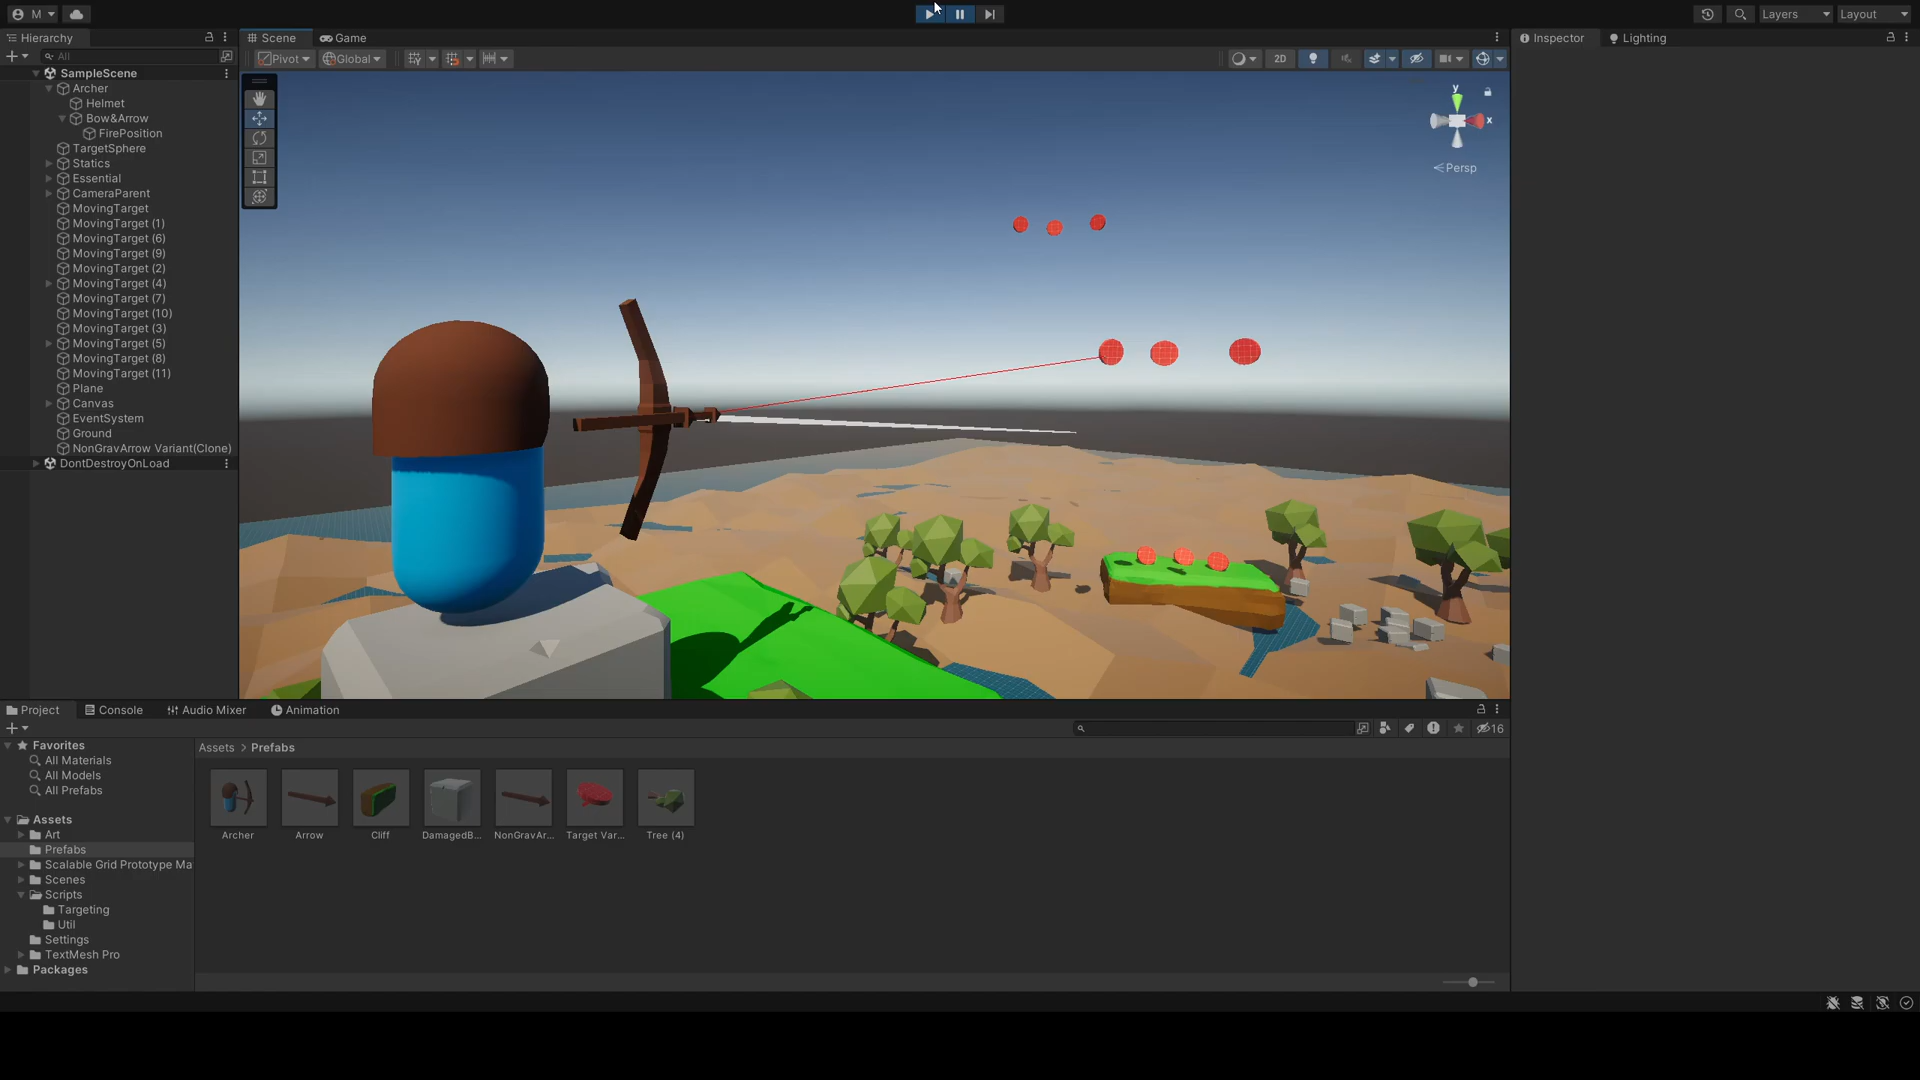 M
Layers
Layout
Hierarchy
Scene
Game
Inspector
Lighting
All
Pivot
Global
2D
SampleScene
Archer
Helmet
Bow&Arrow
FirePosition
TargetSphere
Statics
Essential
CameraParent
MovingTarget
MovingTarget (1)
MovingTarget (6)
MovingTarget (9)
MovingTarget (2)
MovingTarget (4)
MovingTarget (7)
MovingTarget (10)
MovingTarget (3)
MovingTarget (5)
MovingTarget (8)
MovingTarget (11)
Plane
Canvas
EventSystem
Ground
NonGravArrow Variant(Clone)
DontDestroyOnLoad
y
x
Persp
Project
Console
Audio Mixer
Animation
16
Favorites
All Materials
All Models
All Prefabs
Assets
Art
Prefabs
Scalable Grid Prototype Ma
Scenes
Scripts
Targeting
Util
Settings
TextMesh Pro
Packages
Assets > Prefabs
Archer
Arrow
Cliff
DamagedB...
NonGravAr...
Target Var...
Tree (4)